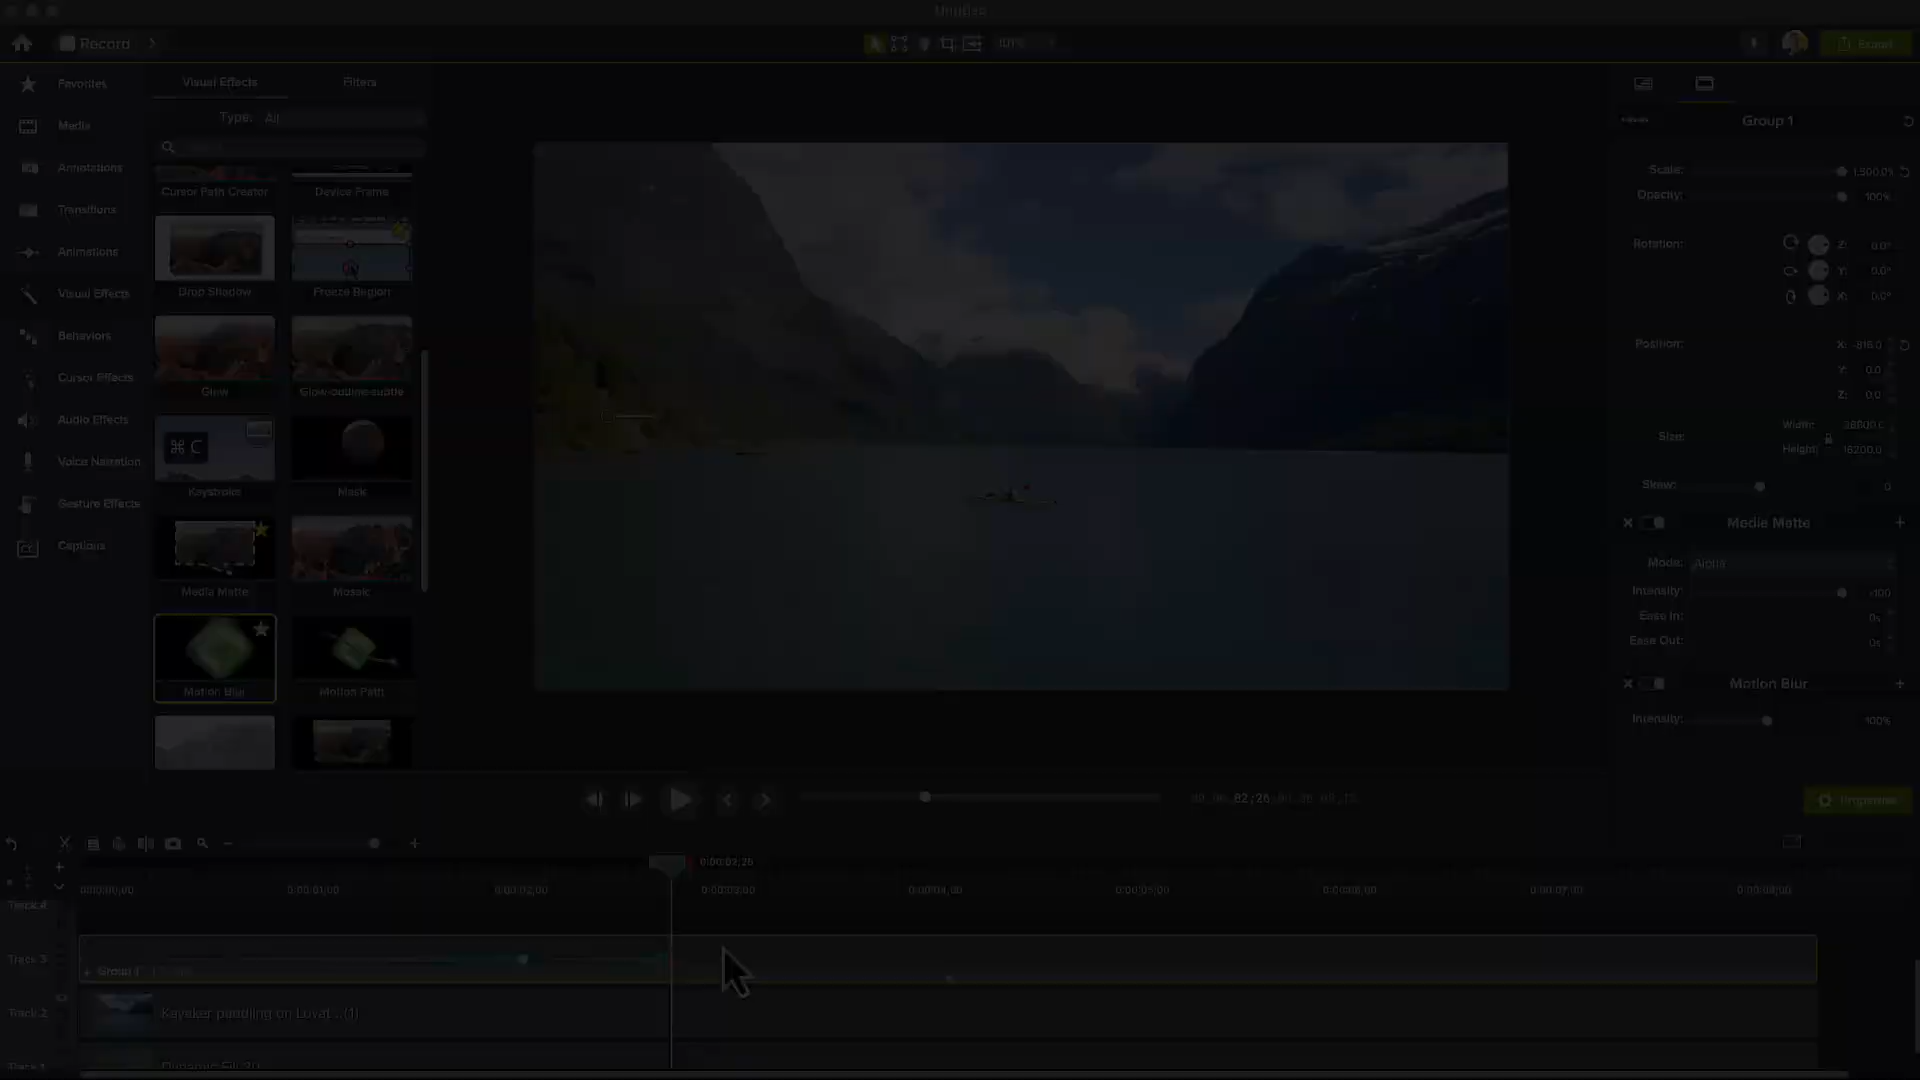 Untitled
Record
101%
Export
Favorites
Media
Annotations
Transitions
Animations
Visual Effects
Behaviors
Cursor Effects
Audio Effects
Voice Narration
Gesture Effects
Captions
Visual Effects
Filters
Type: All
Cursor Path Creator
Device Frame
Drop Shadow
Freeze Region
Glow
Glow-outline-subtle
⌘ C
Keystroke
Mask
Media Matte
Mosaic
Motion Blur
Motion Path
Group 1
Scale:
Opacity: 100%
Rotation: Z: 0.0°
Y: 0.0°
X: 0.0°
Position: X: -816.0
Y: 0.0
Z: 0.0
Size: Width:
Height: 16200.0
Skew: 0
Media Matte
Mode: Alpha
Intensity: -100
Ease In: 0s
Ease Out: 0s
Motion Blur
Intensity: 100%
Properties
0:00:02;26
0:00:00;00 0:00:01;00 0:00:02;00 0:00:03;00 0:00:04;00 0:00:05;00 0:00:06;00 0:00:07;00 0:00:08;00
Track 4
Track 3
Group 1
Track 2
Kayaker paddling on Lovat...(1)
Track 1